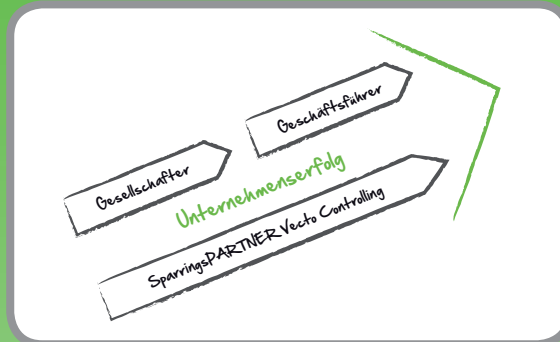 Geschäftsführer
Gesellschafter
Unternehmenserfolg
SparringsPARTNER Vecto Controlling